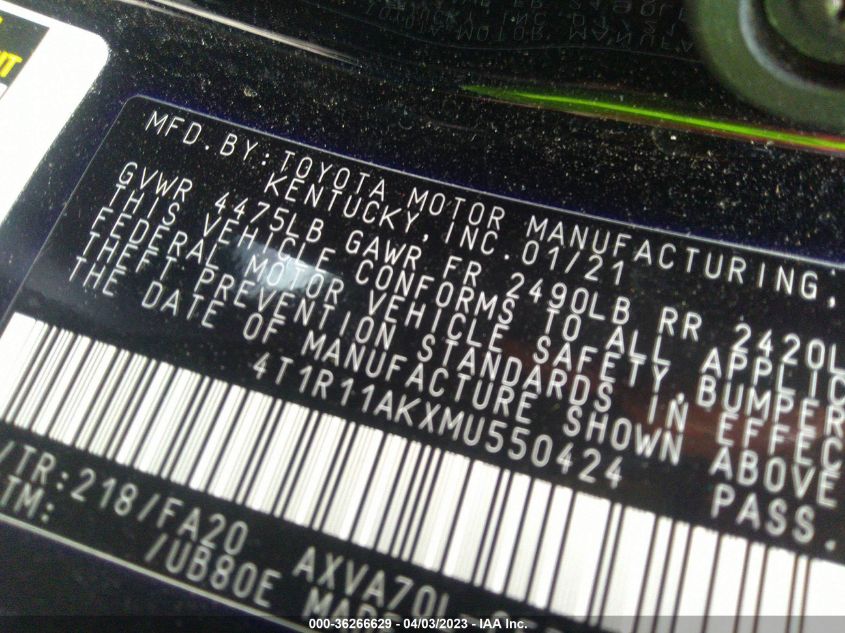 MFD.BY:TOYOTA MOTOR MANUFACTURING,
KENTUCKY, INC. 01/21
GVWR 4475LB GAWR FR 2490LB RR 2420L
THIS VEHICLE CONFORMS TO ALL APPLIC
FEDERAL MOTOR VEHICLE SAFETY, BUMPER
THEFT PREVENTION STANDARDS IN EFFEC
THE DATE OF MANUFACTURE SHOWN ABOVE
4T1R11AKXMU550424 PASS.
/TR:218/FA20 AXVA70L
TM: /UB80E MADE
000-36266629 - 04/03/2023 - IAA Inc.